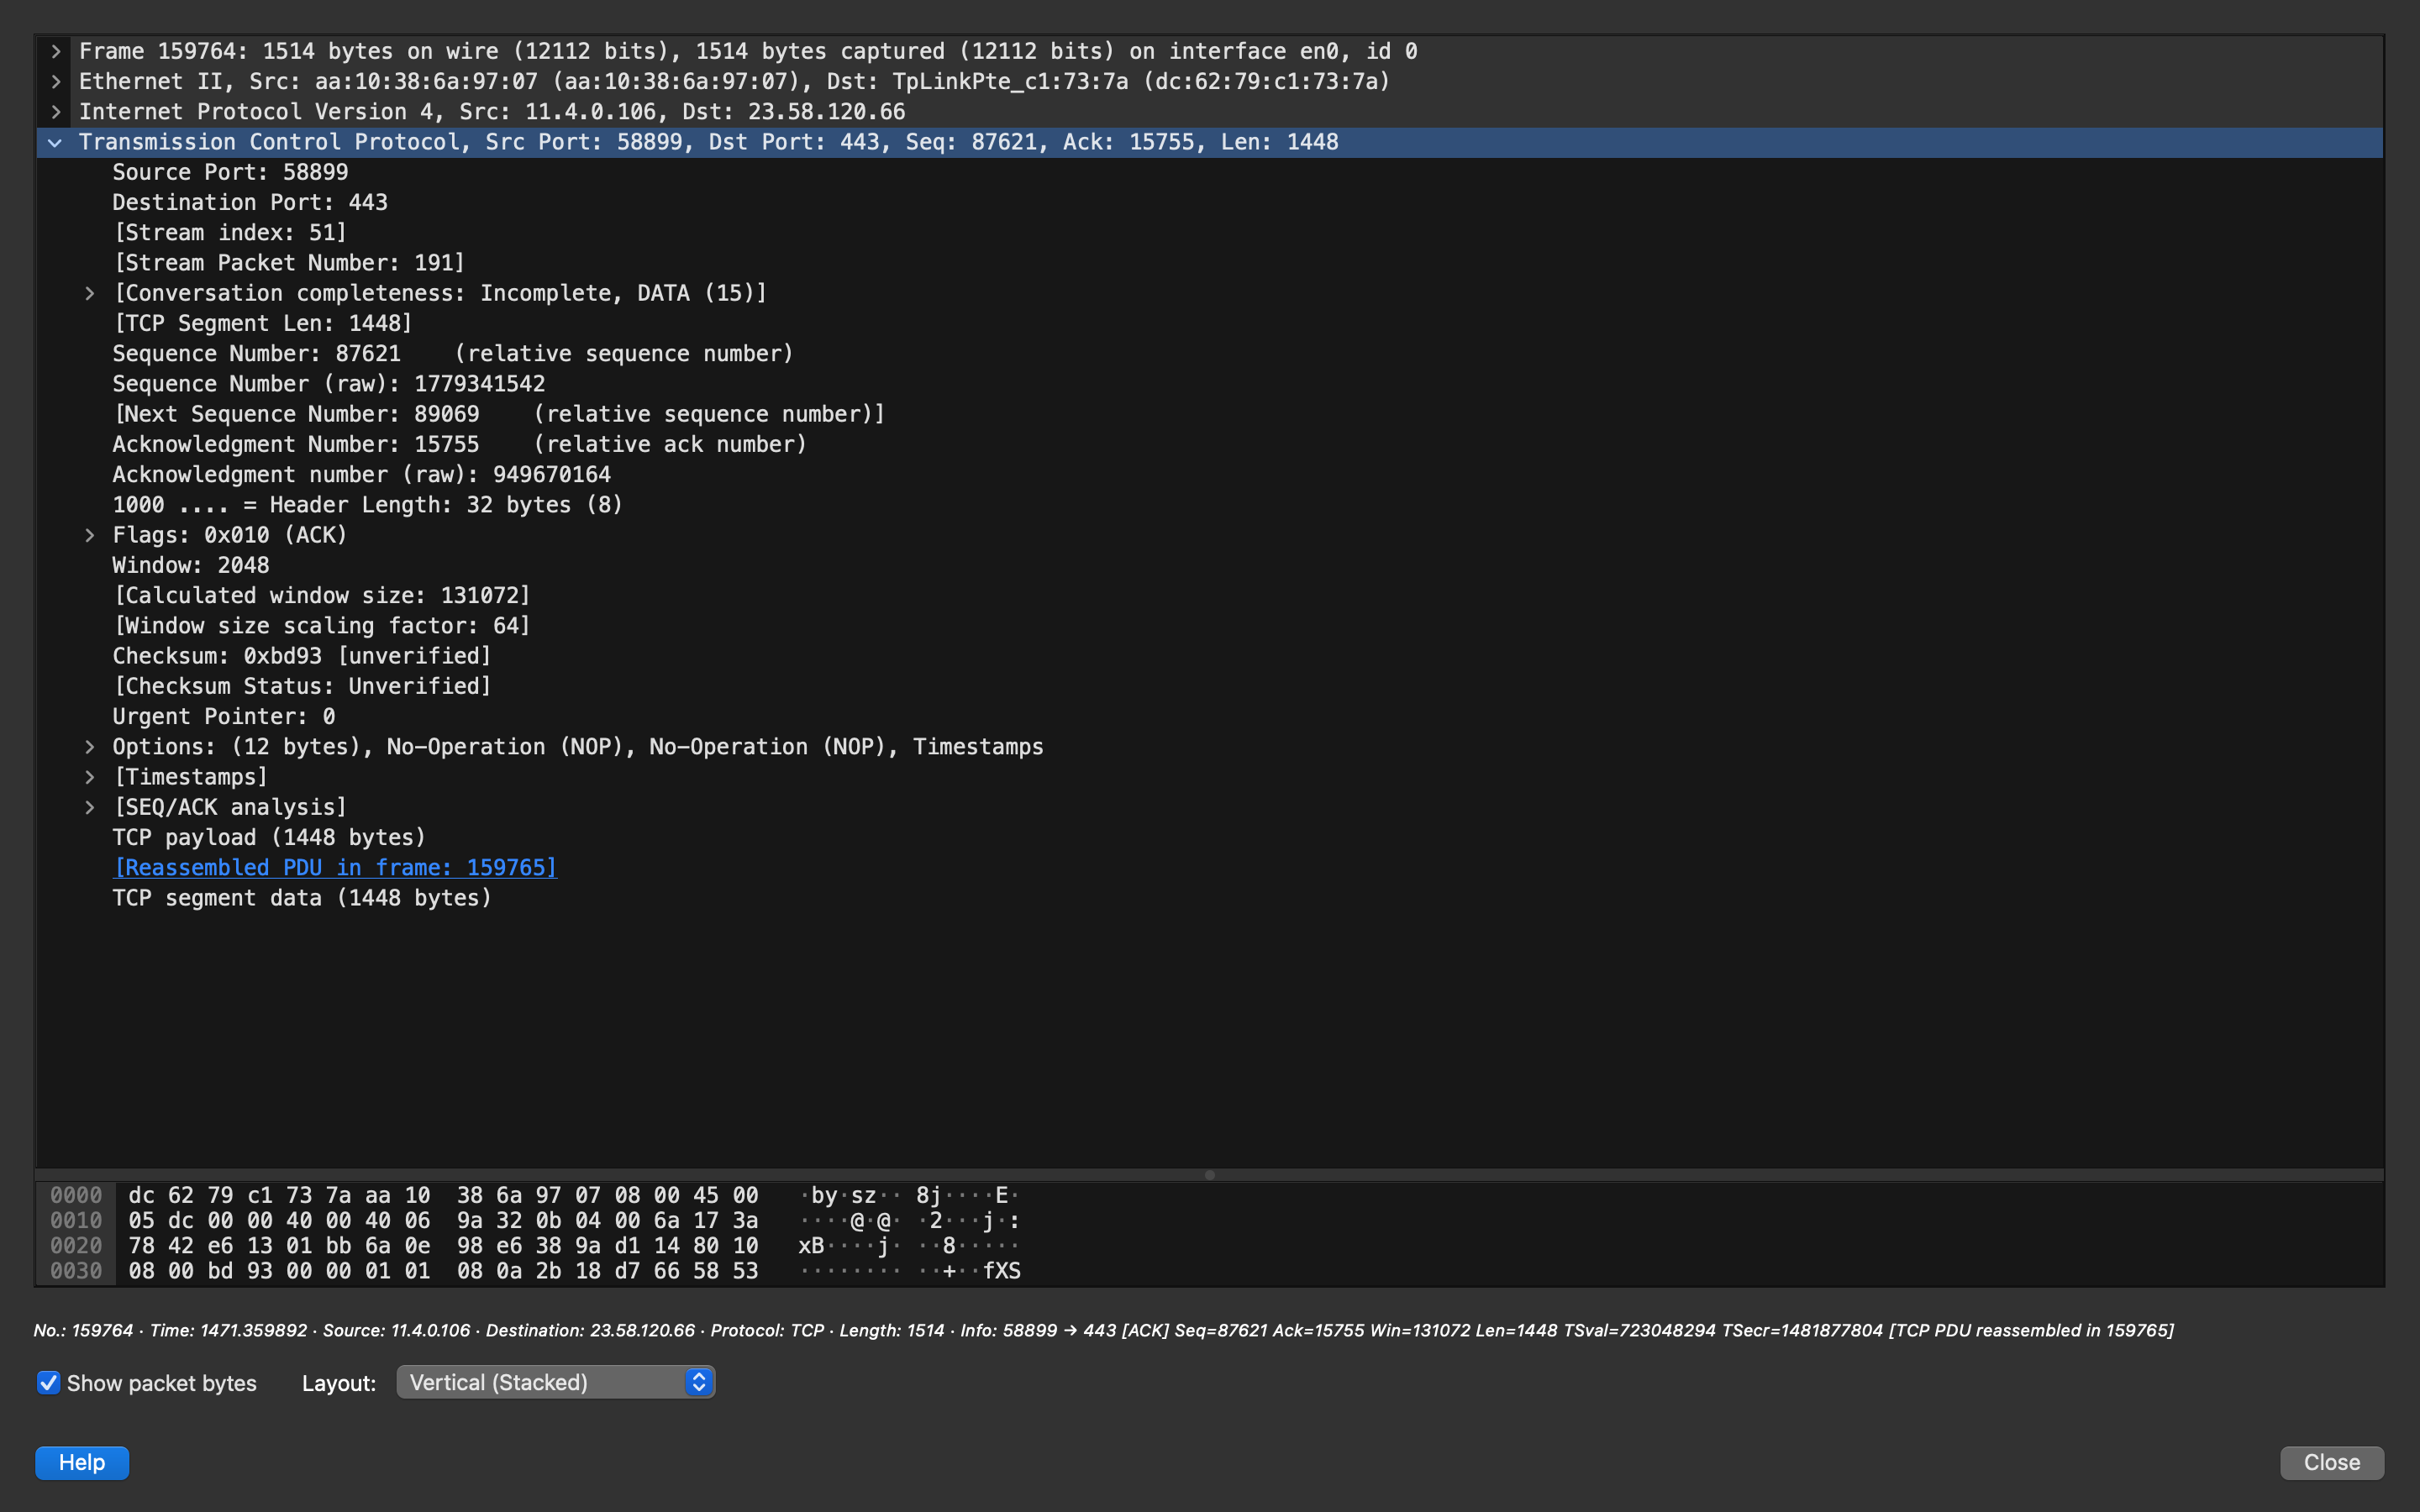 Frame 159764: 1514 bytes on wire (12112 bits), 1514 bytes captured (12112 bits) on interface en0, id 0
Ethernet II, Src: aa:10:38:6a:97:07 (aa:10:38:6a:97:07), Dst: TpLinkPte_c1:73:7a (dc:62:79:c1:73:7a)
Internet Protocol Version 4, Src: 11.4.0.106, Dst: 23.58.120.66
Transmission Control Protocol, Src Port: 58899, Dst Port: 443, Seq: 87621, Ack: 15755, Len: 1448
Source Port: 58899
Destination Port: 443
[Stream index: 51]
[Stream Packet Number: 191]
[Conversation completeness: Incomplete, DATA (15)]
[TCP Segment Len: 1448]
Sequence Number: 87621    (relative sequence number)
Sequence Number (raw): 1779341542
[Next Sequence Number: 89069    (relative sequence number)]
Acknowledgment Number: 15755    (relative ack number)
Acknowledgment number (raw): 949670164
1000 .... = Header Length: 32 bytes (8)
Flags: 0x010 (ACK)
Window: 2048
[Calculated window size: 131072]
[Window size scaling factor: 64]
Checksum: 0xbd93 [unverified]
[Checksum Status: Unverified]
Urgent Pointer: 0
Options: (12 bytes), No-Operation (NOP), No-Operation (NOP), Timestamps
[Timestamps]
[SEQ/ACK analysis]
TCP payload (1448 bytes)
[Reassembled PDU in frame: 159765]
TCP segment data (1448 bytes)
0000 dc 62 79 c1 73 7a aa 10  38 6a 97 07 08 00 45 00 ·by·sz·· 8j····E·
0010 05 dc 00 00 40 00 40 06  9a 32 0b 04 00 6a 17 3a ····@·@· ·2···j·:
0020 78 42 e6 13 01 bb 6a 0e  98 e6 38 9a d1 14 80 10 xB····j· ··8·····
0030 08 00 bd 93 00 00 01 01  08 0a 2b 18 d7 66 58 53 ········ ··+··fXS
No.: 159764 · Time: 1471.359892 · Source: 11.4.0.106 · Destination: 23.58.120.66 · Protocol: TCP · Length: 1514 · Info: 58899 → 443 [ACK] Seq=87621 Ack=15755 Win=131072 Len=1448 TSval=723048294 TSecr=1481877804 [TCP PDU reassembled in 159765]
Show packet bytes Layout: Vertical (Stacked)
Help Close